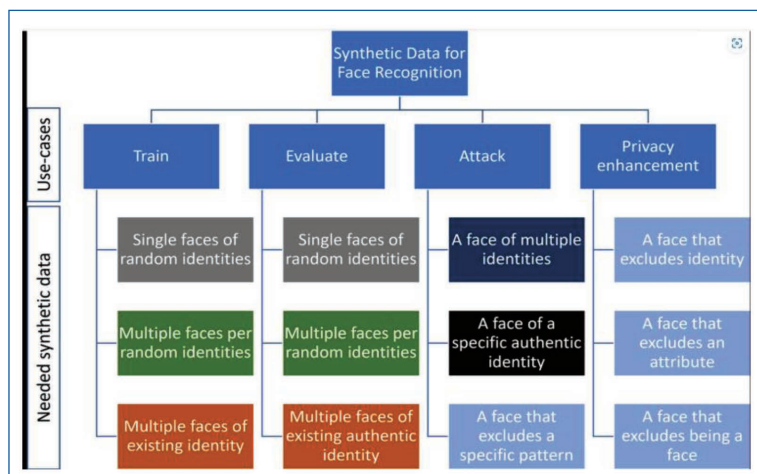 Synthetic Data for
Face Recognition
Use-cases
Train
Evaluate
Attack
Privacy
enhancement
Needed synthetic data
Single faces of
random identities
Single faces of
random identities
A face of multiple
identities
A face that
excludes identity
Multiple faces per
random identities
Multiple faces per
random identities
A face of a
specific authentic
identity
A face that
excludes an
attribute
Multiple faces of
existing identity
Multiple faces of
existing authentic
identity
A face that
excludes a
specific pattern
A face that
excludes being a
face